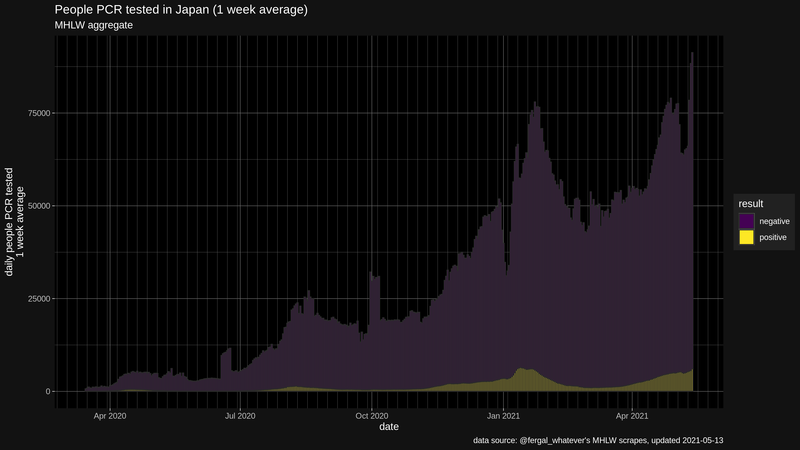 People PCR tested in Japan (1 week average)
MHLW aggregate
daily people PCR tested
1 week average
75000
50000
25000
0
Apr 2020
Jul 2020
Oct 2020
Jan 2021
Apr 2021
date
result
negative
positive
data source: @fergal_whatever's MHLW scrapes, updated 2021-05-13